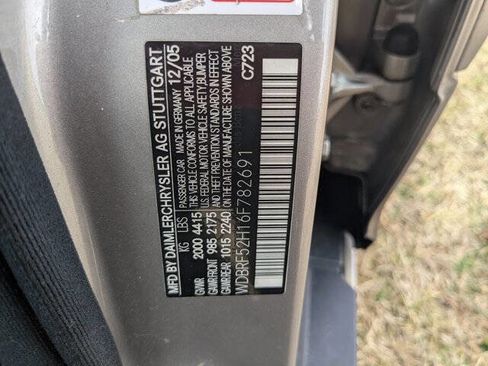 MFD BY DAIMLERCHRYSLER AG STUTTGART
KG LBS PASSENGER CAR MADE IN GERMANY 12/05
GVWR 2000 4415 THIS VEHICLE CONFORMS TO ALL APPLICABLE
GAWR FRONT 985 2175 U.S. FEDERAL MOTOR VEHICLE SAFETY, BUMPER
GAWR REAR 1015 2240 AND THEFT PREVENTION STANDARDS IN EFFECT
ON THE DATE OF MANUFACTURE SHOWN ABOVE
WDBRF52H16F782691 C723